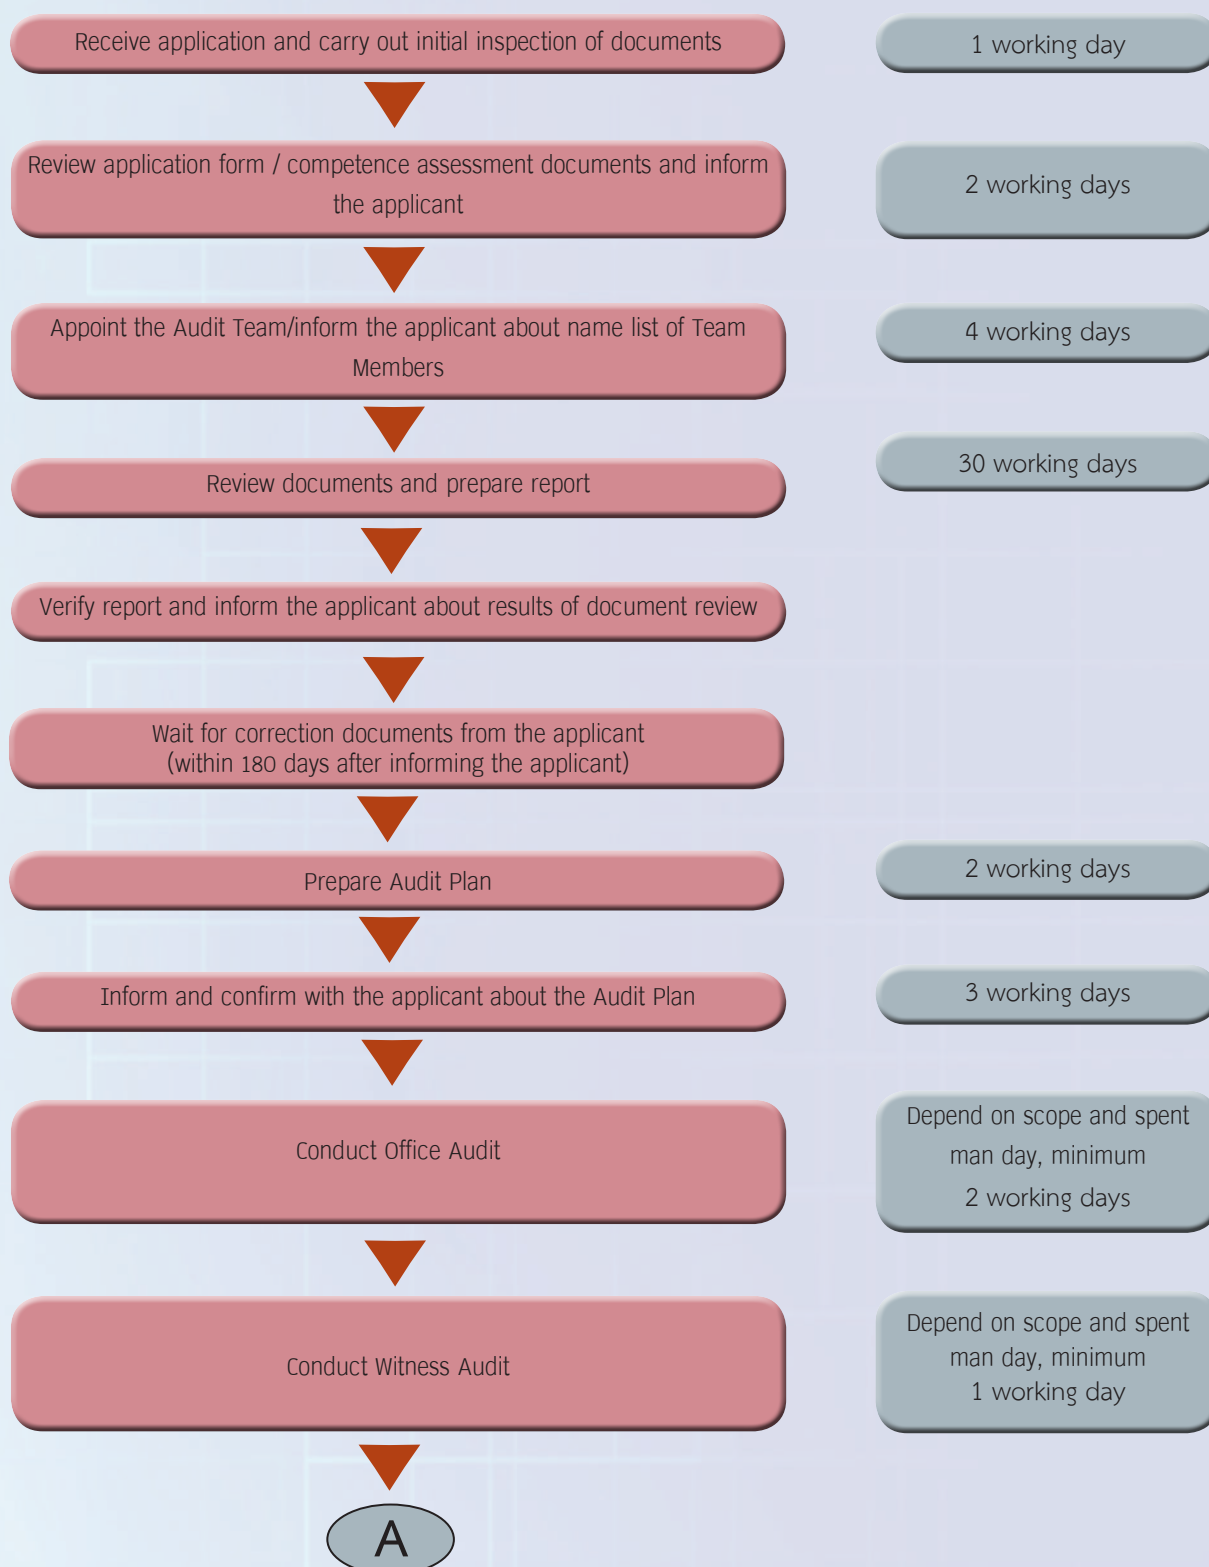 Receive application and carry out initial inspection of documents
1 working day
Review application form / competence assessment documents and inform
the applicant
2 working days
Appoint the Audit Team/inform the applicant about name list of Team
Members
4 working days
Review documents and prepare report
30 working days
Verify report and inform the applicant about results of document review
Wait for correction documents from the applicant
(within 180 days after informing the applicant)
Prepare Audit Plan
2 working days
Inform and confirm with the applicant about the Audit Plan
3 working days
Conduct Office Audit
Depend on scope and spent
man day, minimum
2 working days
Conduct Witness Audit
Depend on scope and spent
man day, minimum
1 working day
A